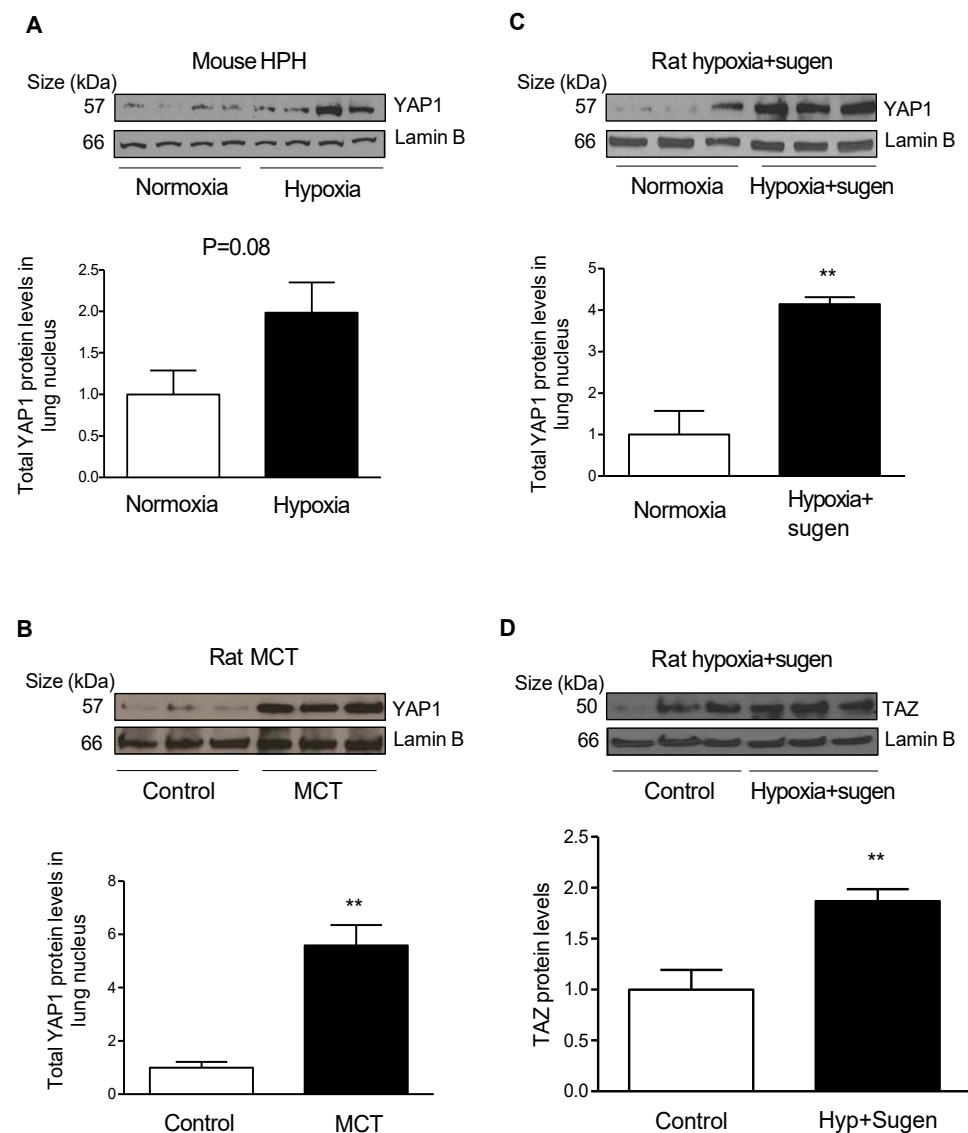 A
Mouse HPH
Size (kDa)
57
YAP1
66
Lamin B
Normoxia
Hypoxia
P=0.08
Total YAP1 protein levels in
lung nucleus
2.5
2.0
1.5
1.0
0.5
0.0
Normoxia
Hypoxia
C
Rat hypoxia+sugen
Size (kDa)
57
YAP1
66
Lamin B
Normoxia
Hypoxia+sugen
Total YAP1 protein levels in
lung nucleus
5
4
3
2
1
0
**
Normoxia
Hypoxia+
sugen
B
Rat MCT
Size (kDa)
57
YAP1
66
Lamin B
Control
MCT
Total YAP1 protein levels in
lung nucleus
8
6
4
2
0
**
Control
MCT
D
Rat hypoxia+sugen
Size (kDa)
50
TAZ
66
Lamin B
Control
Hypoxia+sugen
TAZ protein levels
2.5
2.0
1.5
1.0
0.5
0.0
**
Control
Hyp+Sugen